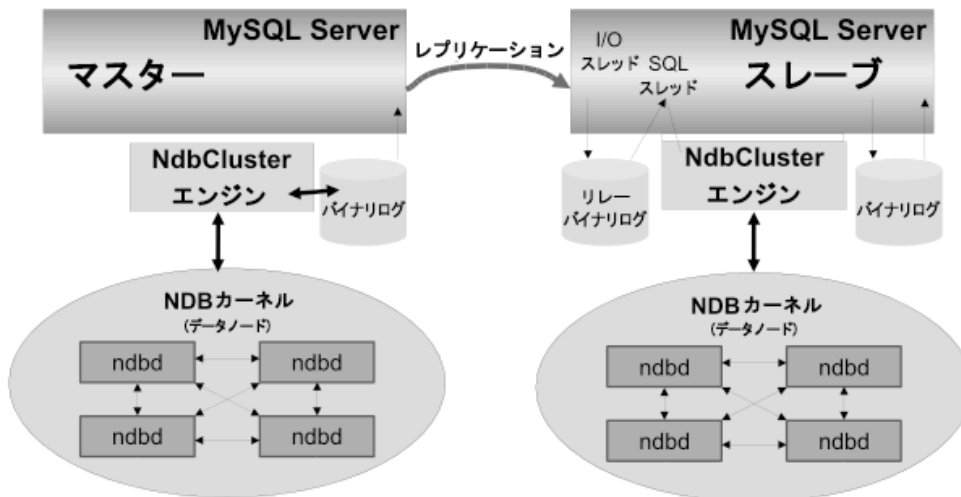 MySQL Server
マスター
レプリケーション
MySQL Server
スレーブ
I/O
スレッド
SQL
スレッド
NdbCluster
エンジン
バイナリログ
リレー
バイナリログ
NdbCluster
エンジン
バイナリログ
NDBカーネル
(データノード)
ndbd
ndbd
ndbd
ndbd
NDBカーネル
(データノード)
ndbd
ndbd
ndbd
ndbd